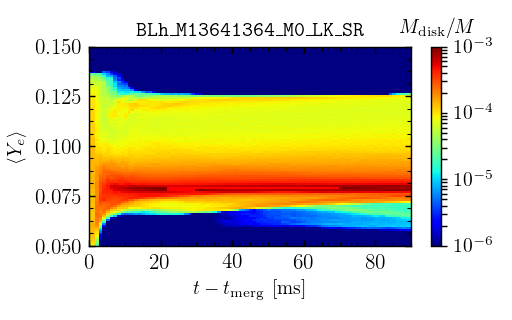 BLh_M13641364_M0_LK_SR
M_disk/M
0.150
0.125
0.100
0.075
0.050
⟨Y_e⟩
0 20 40 60 80
t − t_merg [ms]
10^{-3}
10^{-4}
10^{-5}
10^{-6}